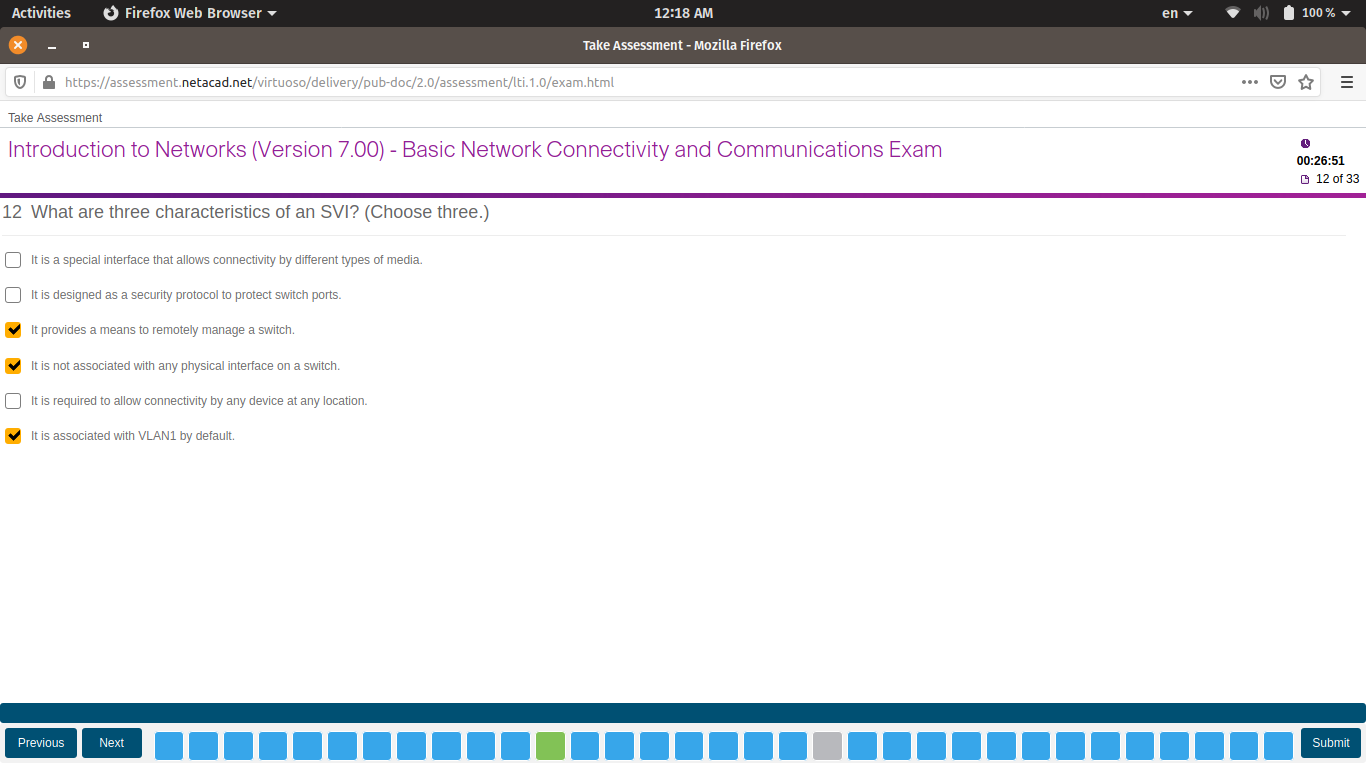 Activities Firefox Web Browser 12:18 AM en 100 %
Take Assessment - Mozilla Firefox
https://assessment.netacad.net/virtuoso/delivery/pub-doc/2.0/assessment/lti.1.0/exam.html
Take Assessment
Introduction to Networks (Version 7.00) - Basic Network Connectivity and Communications Exam
00:26:51
12 of 33
12 What are three characteristics of an SVI? (Choose three.)
It is a special interface that allows connectivity by different types of media.
It is designed as a security protocol to protect switch ports.
It provides a means to remotely manage a switch.
It is not associated with any physical interface on a switch.
It is required to allow connectivity by any device at any location.
It is associated with VLAN1 by default.
Previous Next Submit